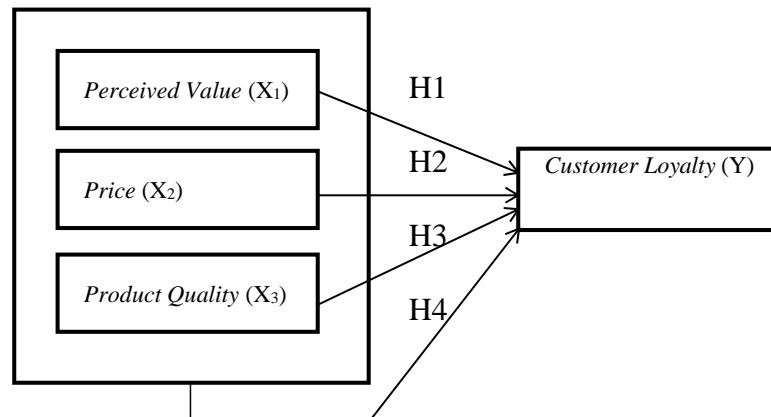 Perceived Value (X₁)
H1
Price (X₂)
H2
Customer Loyalty (Y)
Product Quality (X₃)
H3
H4